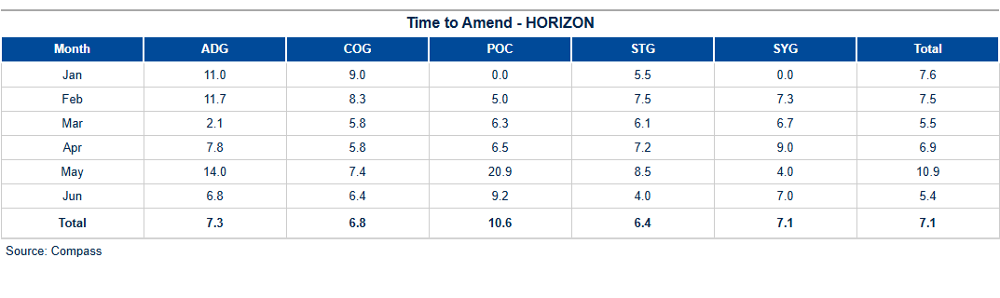 Time to Amend - HORIZON
Month ADG COG POC STG SYG Total
Jan 11.0 9.0 0.0 5.5 0.0 7.6
Feb 11.7 8.3 5.0 7.5 7.3 7.5
Mar 2.1 5.8 6.3 6.1 6.7 5.5
Apr 7.8 5.8 6.5 7.2 9.0 6.9
May 14.0 7.4 20.9 8.5 4.0 10.9
Jun 6.8 6.4 9.2 4.0 7.0 5.4
Total 7.3 6.8 10.6 6.4 7.1 7.1
Source: Compass